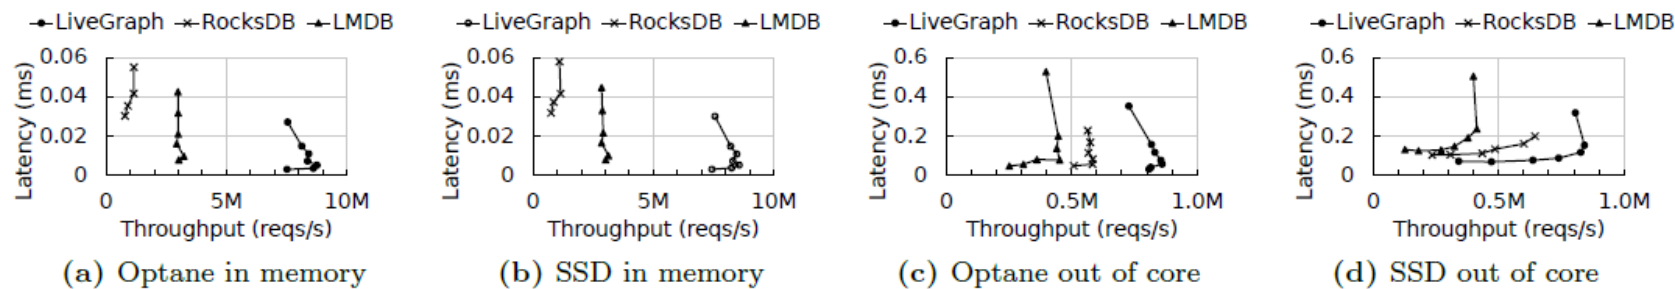 LiveGraph RocksDB LMDB
0.06
0.04
0.02
0
Latency (ms)
0 5M 10M
Throughput (reqs/s)
(a) Optane in memory
LiveGraph RocksDB LMDB
0.06
0.04
0.02
0
Latency (ms)
0 5M 10M
Throughput (reqs/s)
(b) SSD in memory
LiveGraph RocksDB LMDB
0.6
0.4
0.2
0
Latency (ms)
0 0.5M 1.0M
Throughput (reqs/s)
(c) Optane out of core
LiveGraph RocksDB LMDB
0.6
0.4
0.2
0
Latency (ms)
0 0.5M 1.0M
Throughput (reqs/s)
(d) SSD out of core